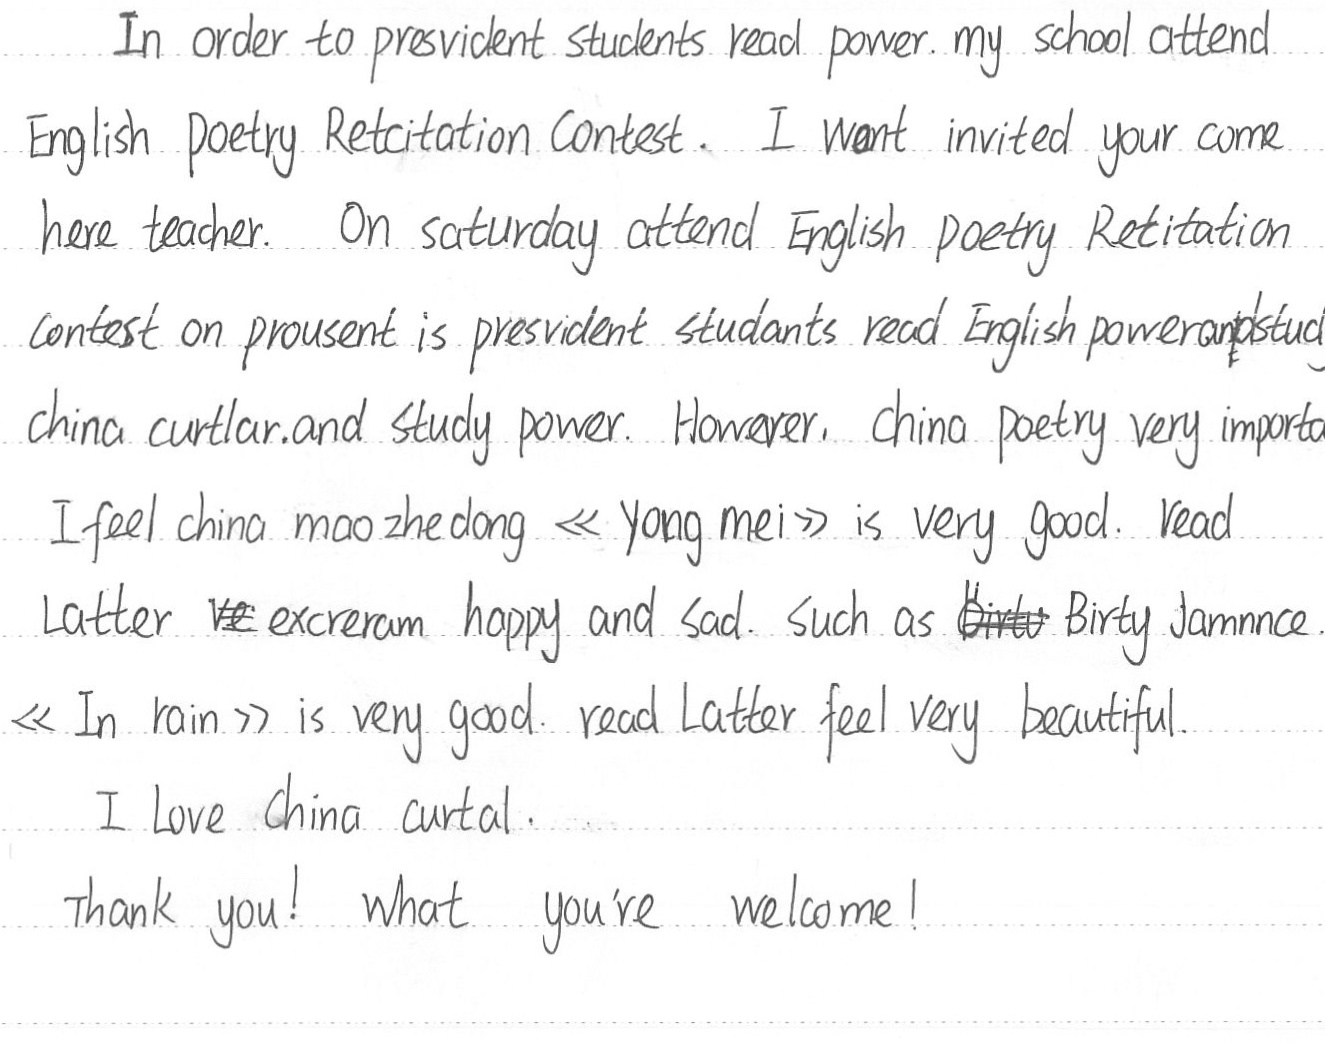 In order to presvident students read power. my school attend
English Poetry Retcitation Contest. I want invited your come
here teacher. On saturday attend English Poetry Retitation
Contest on prousent is presvident studants read English powerandstud
china curtlar.and study power. However, china Poetry very importa
I feel china mao zhe dong « Yong mei » is very good. read
Latter excreram happy and sad. Such as Birty Jamnnce.
« In rain » is very good. read Latter feel very beautiful.
I Love China curtal.
Thank you! What you're welcome!